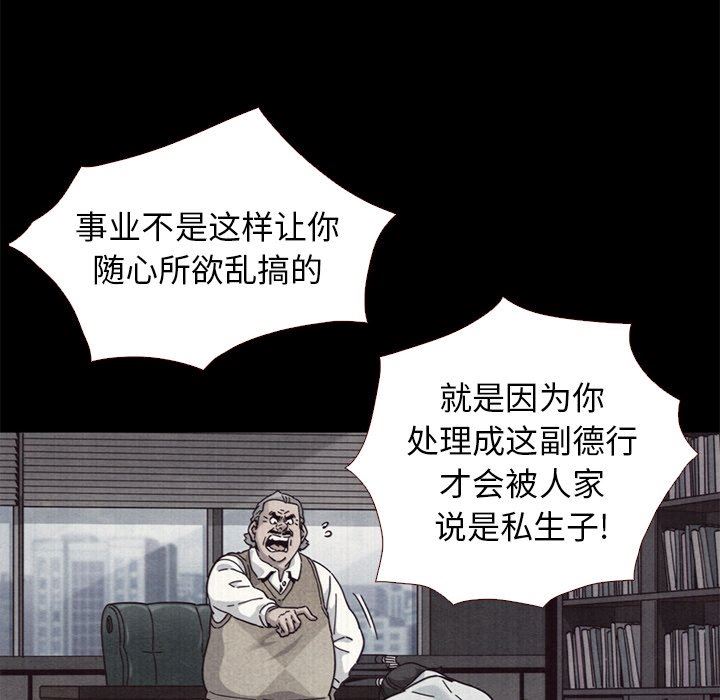 事业不是这样让你
随心所欲乱搞的
就是因为你
处理成这副德行
才会被人家
说是私生子!